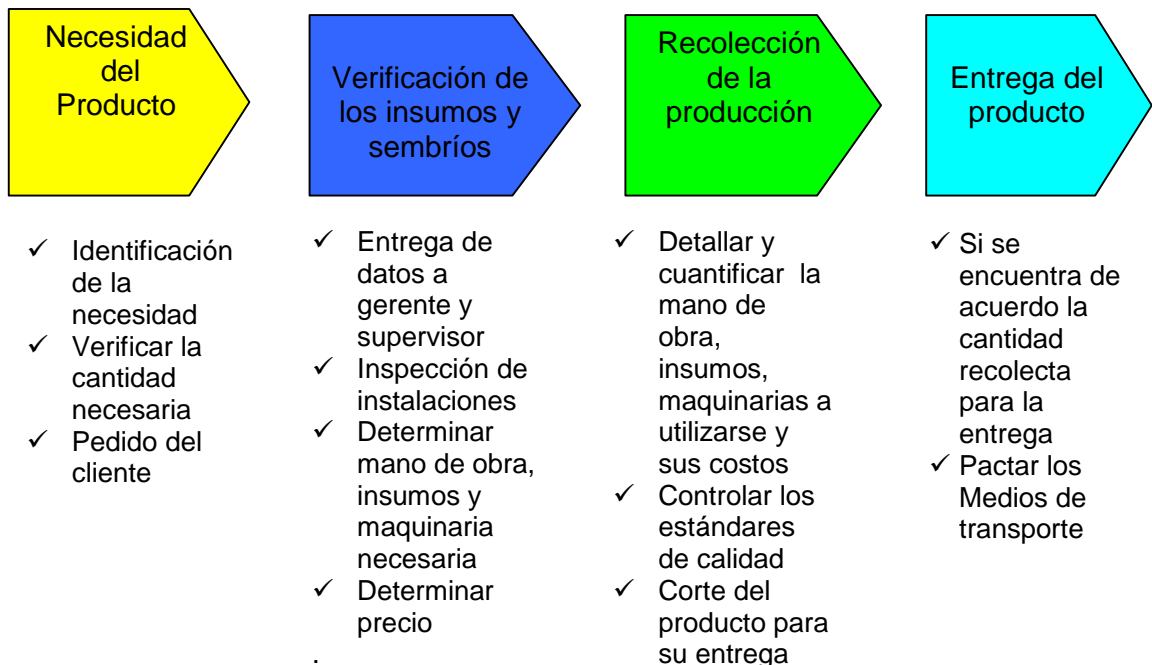 Necesidad
del
Producto
Verificación de
los insumos y
sembríos
Recolección
de la
producción
Entrega del
producto
✓ Identificación
de la
necesidad
✓ Verificar la
cantidad
necesaria
✓ Pedido del
cliente
✓ Entrega de
datos a
gerente y
supervisor
✓ Inspección de
instalaciones
✓ Determinar
mano de obra,
insumos y
maquinaria
necesaria
✓ Determinar
precio
.
✓ Detallar y
cuantificar la
mano de
obra,
insumos,
maquinarias a
utilizarse y
sus costos
✓ Controlar los
estándares
de calidad
✓ Corte del
producto para
su entrega
✓ Si se
encuentra de
acuerdo la
cantidad
recolecta
para la
entrega
✓ Pactar los
Medios de
transporte